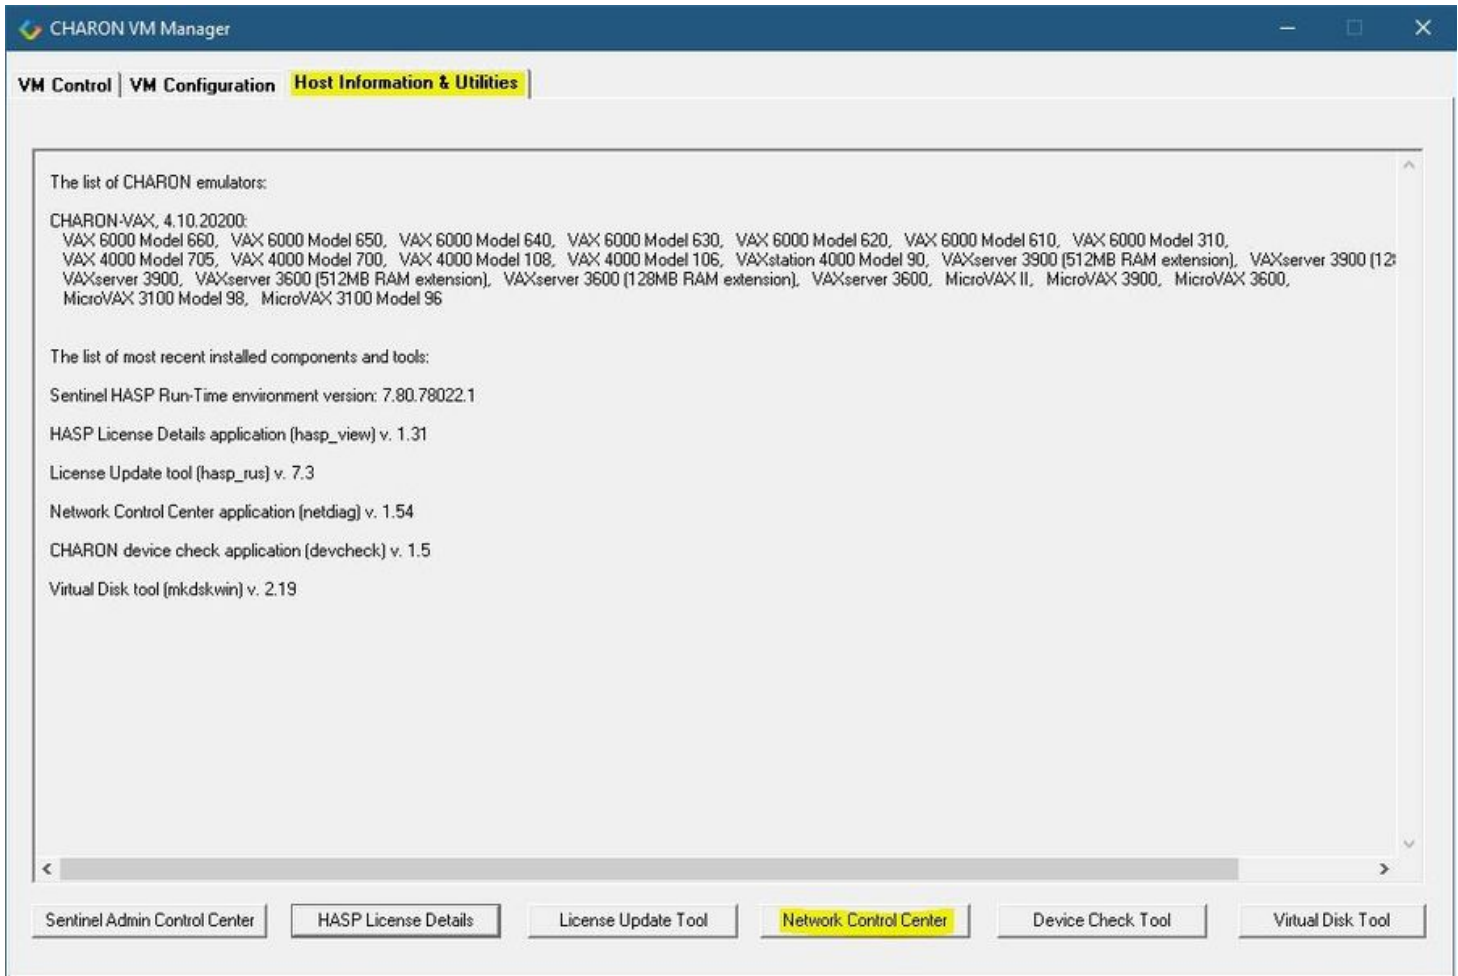 CHARON VM Manager
VM Control
VM Configuration
Host Information & Utilities
The list of CHARON emulators:
CHARON-VAX, 4.10.20200:
VAX 6000 Model 660, VAX 6000 Model 650, VAX 6000 Model 640, VAX 6000 Model 630, VAX 6000 Model 620, VAX 6000 Model 610, VAX 6000 Model 310,
VAX 4000 Model 705, VAX 4000 Model 700, VAX 4000 Model 108, VAX 4000 Model 106, VAXstation 4000 Model 90, VAXserver 3900 (512MB RAM extension), VAXserver 3900 (12
VAXserver 3900, VAXserver 3600 (512MB RAM extension), VAXserver 3600 (128MB RAM extension), VAXserver 3600, MicroVAX II, MicroVAX 3900, MicroVAX 3600,
MicroVAX 3100 Model 98, MicroVAX 3100 Model 96
The list of most recent installed components and tools:
Sentinel HASP Run-Time environment version: 7.80.78022.1
HASP License Details application (hasp_view) v. 1.31
License Update tool (hasp_rus) v. 7.3
Network Control Center application (netdiag) v. 1.54
CHARON device check application (devcheck) v. 1.5
Virtual Disk tool (mkdskwin) v. 2.19
Sentinel Admin Control Center
HASP License Details
License Update Tool
Network Control Center
Device Check Tool
Virtual Disk Tool